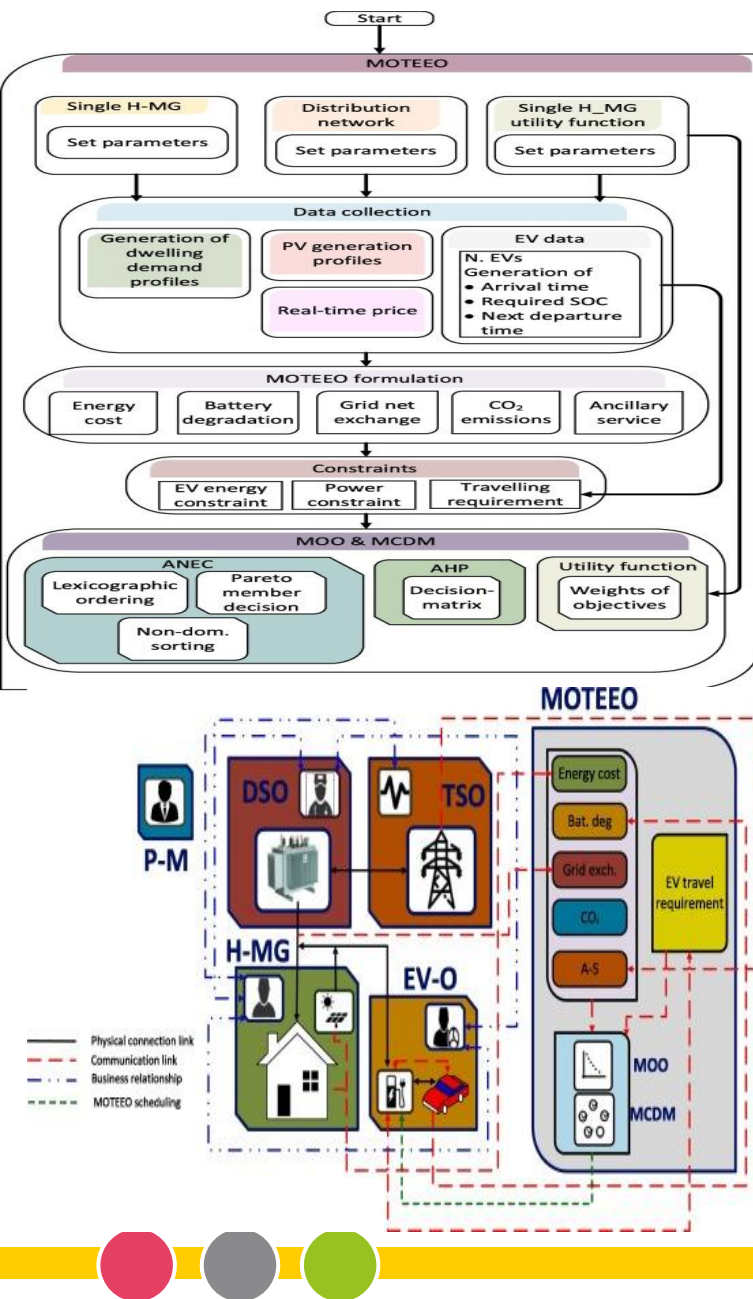 Start
MOTEEO
Single H-MG
Set parameters
Distribution
network
Set parameters
Single H_MG
utility function
Set parameters
Data collection
Generation of
dwelling
demand
profiles
PV generation
profiles
Real-time price
EV data
N. EVs
Generation of
● Arrival time
● Required SOC
● Next departure
time
MOTEEO formulation
Energy
cost
Battery
degradation
Grid net
exchange
CO₂
emissions
Ancillary
service
Constraints
EV energy
constraint
Power
constraint
Travelling
requirement
MOO & MCDM
ANEC
Lexicographic
ordering
Pareto
member
decision
Non-dom.
sorting
AHP
Decision-
matrix
Utility function
Weights of
objectives
MOTEEO
P-M
DSO
TSO
H-MG
EV-O
Energy cost
Bat. deg
Grid exch.
CO₂
A-S
EV travel
requirement
MOO
MCDM
Physical connection link
Communication link
Business relationship
MOTEEO scheduling